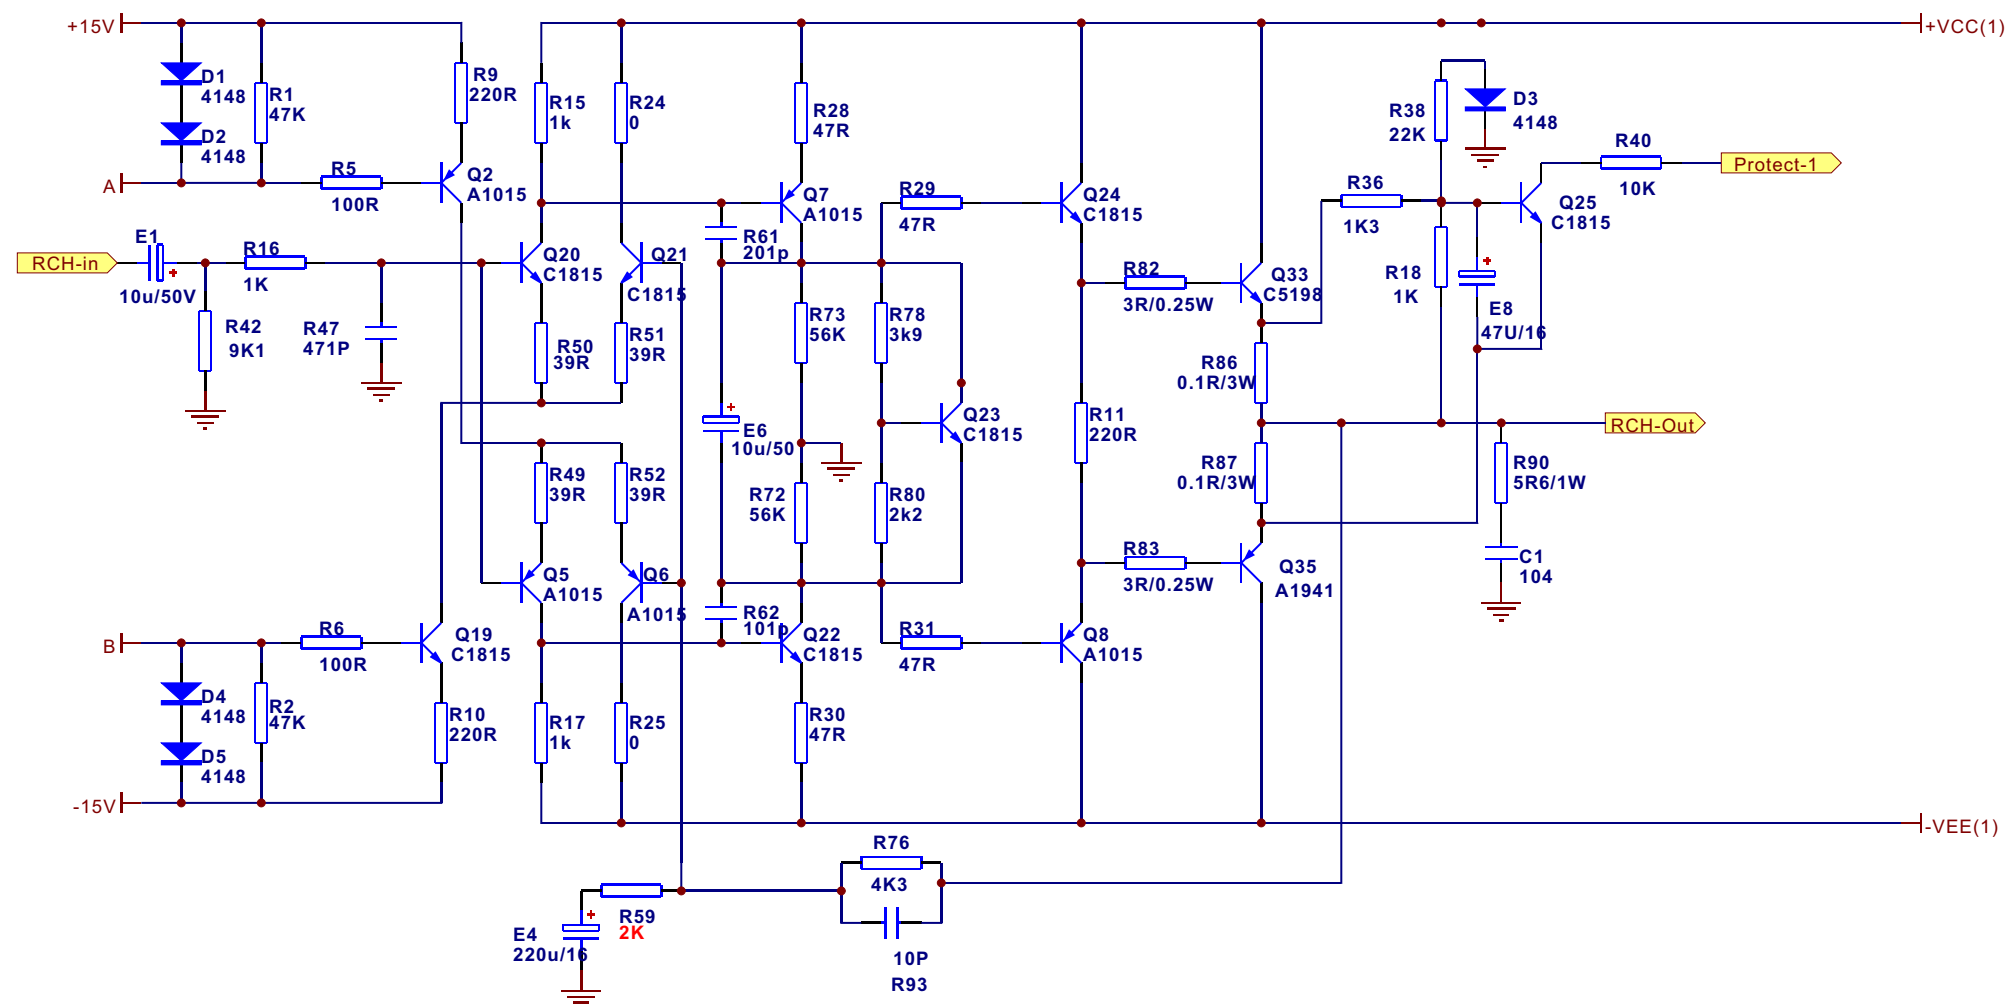 +15V
D1
4148
D2
4148
R1
47K
A
R5
100R
R9
220R
Q2
A1015
R15
1k
R24
0
R28
47R
Q7
A1015
R29
47R
Q24
C1815
+VCC(1)
R38
22K
D3
4148
R40
10K
Protect-1
R36
1K3
Q25
C1815
RCH-in
E1
10u/50V
R16
1K
R42
9K1
R47
471P
Q20
C1815
Q21
C1815
R61
201p
R82
3R/0.25W
Q33
C5198
R18
1K
E8
47U/16
R50
39R
R51
39R
R73
56K
R78
3k9
R86
0.1R/3W
E6
10u/50
Q23
C1815
R11
220R
RCH-Out
R49
39R
R52
39R
R72
56K
R80
2k2
R87
0.1R/3W
R90
5R6/1W
Q5
A1015
Q6
A1015
R83
3R/0.25W
Q35
A1941
C1
104
B
R6
100R
Q19
C1815
R62
101p
Q22
C1815
R31
47R
Q8
A1015
D4
4148
D5
4148
R2
47K
R10
220R
R17
1k
R25
0
R30
47R
-15V
-VEE(1)
R76
4K3
R59
2K
E4
220u/16
10P
R93